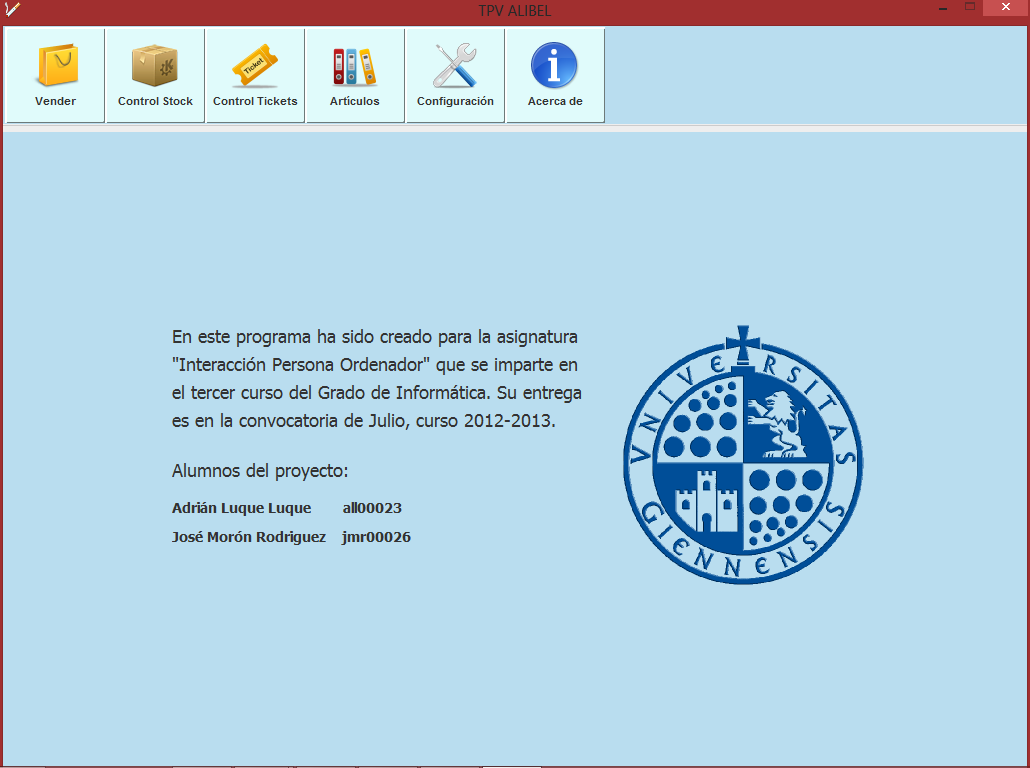 TPV ALIBEL
Ticket
Vender
Control Stock
Control Tickets
Artículos
Configuración
Acerca de
En este programa ha sido creado para la asignatura
"Interacción Persona Ordenador" que se imparte en
el tercer curso del Grado de Informática. Su entrega
es en la convocatoria de Julio, curso 2012-2013.
Alumnos del proyecto:
Adrián Luque Luque all00023
José Morón Rodriguez jmr00026
VNIVERSITAS
GIENNENSIS